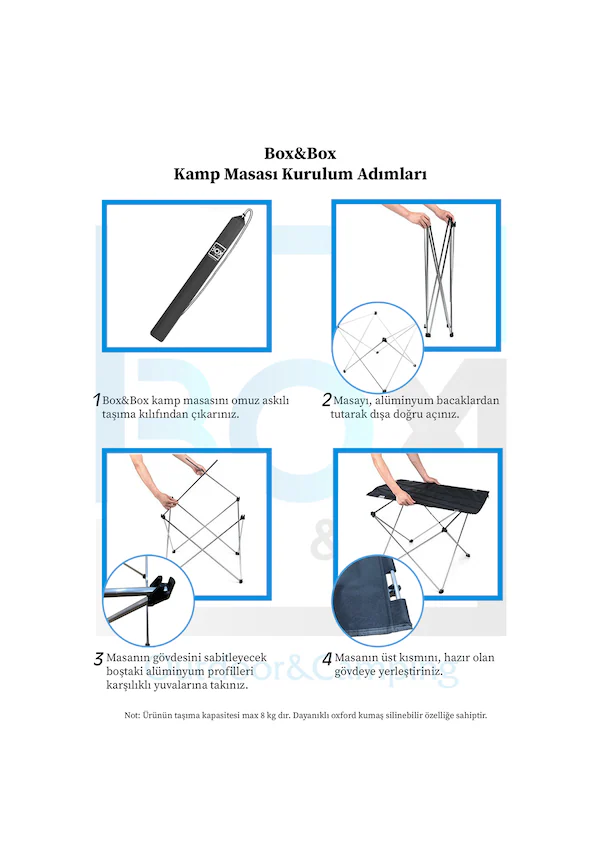 Box&Box
Kamp Masası Kurulum Adımları
BOX
1 Box&Box kamp masasını omuz askılı
taşıma kılıfından çıkarınız.
2 Masayı, alüminyum bacaklardan
tutarak dışa doğru açınız.
3 Masanın gövdesini sabitleyecek
boştaki alüminyum profilleri
karşılıklı yuvalarına takınız.
4 Masanın üst kısmını, hazır olan
gövdeye yerleştiriniz.
Not: Ürünün taşıma kapasitesi max 8 kg dır. Dayanıklı oxford kumaş silinebilir özelliğe sahiptir.